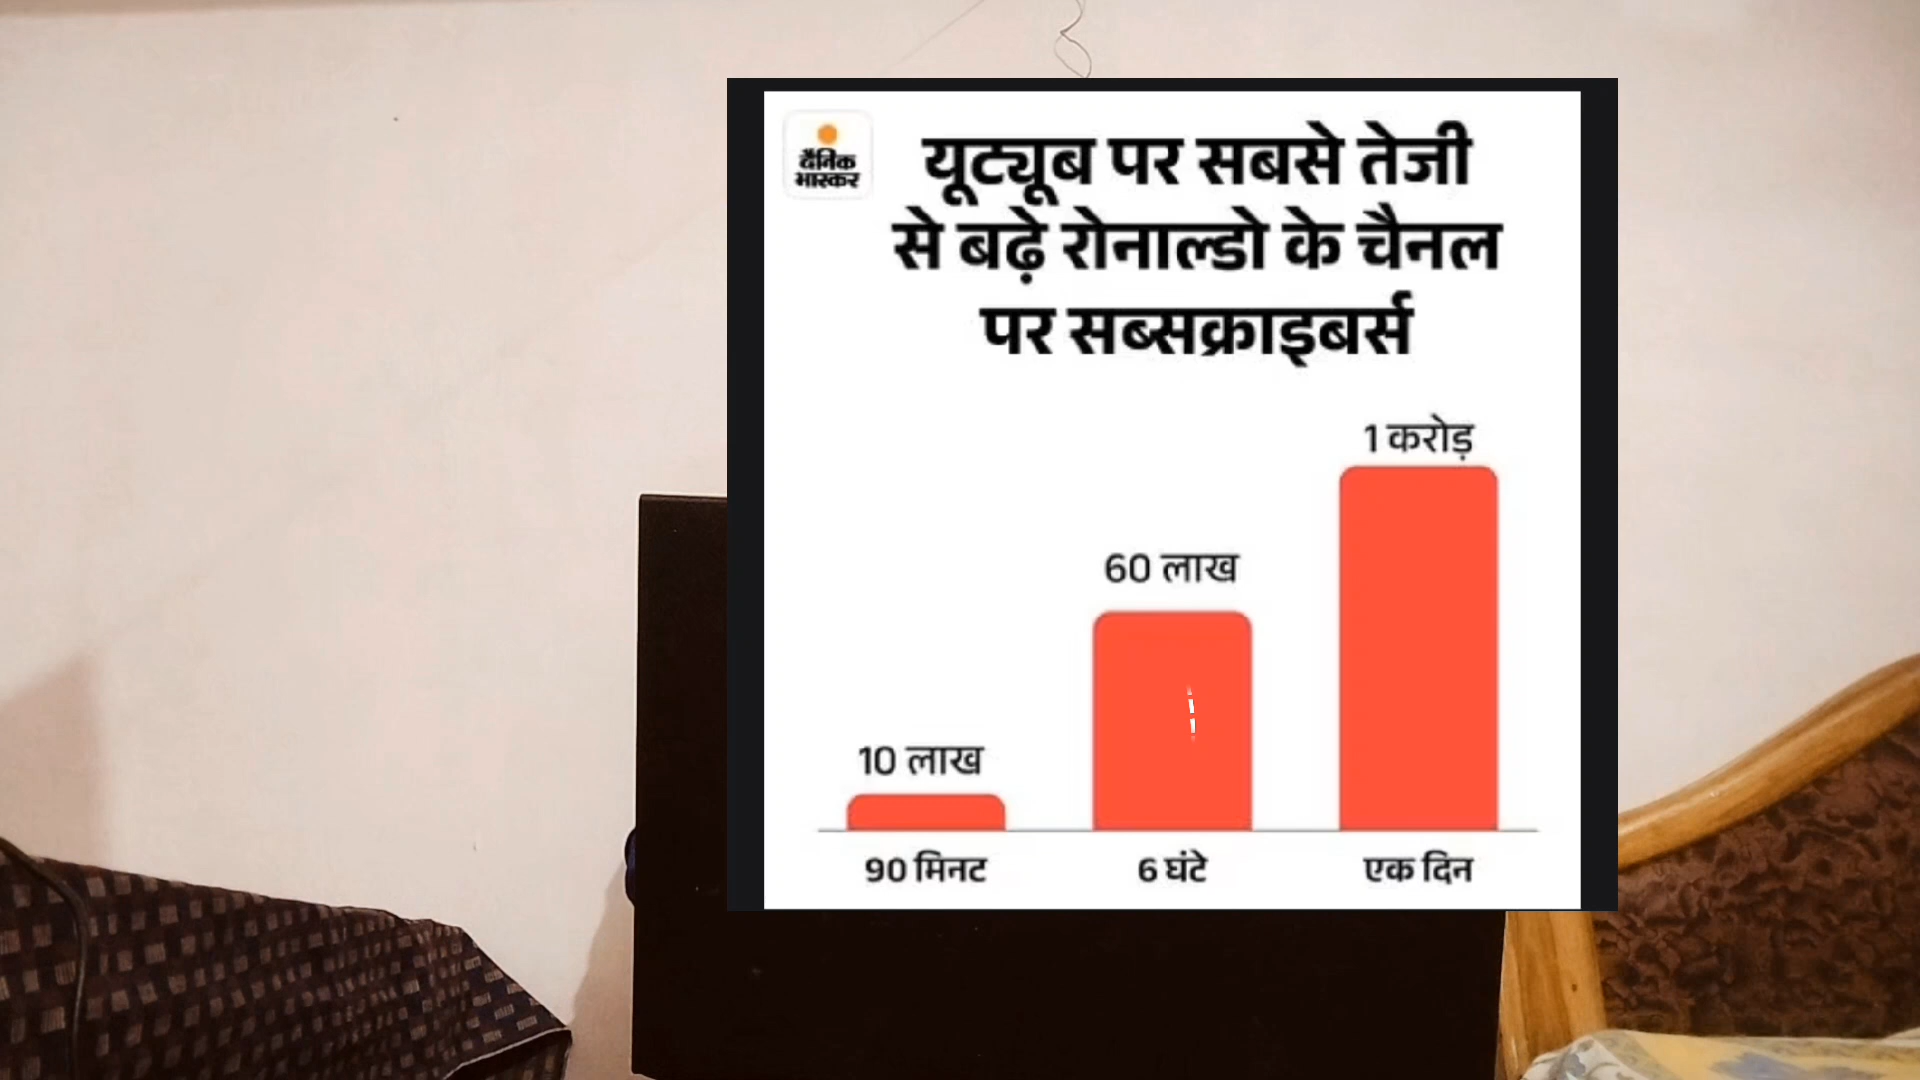 दैनिक
भास्कर
यूट्यूब पर सबसे तेजी
से बढ़े रोनाल्डो के चैनल
पर सब्सक्राइबर्स
1 करोड़
60 लाख
10 लाख
90 मिनट
6 घंटे
एक दिन